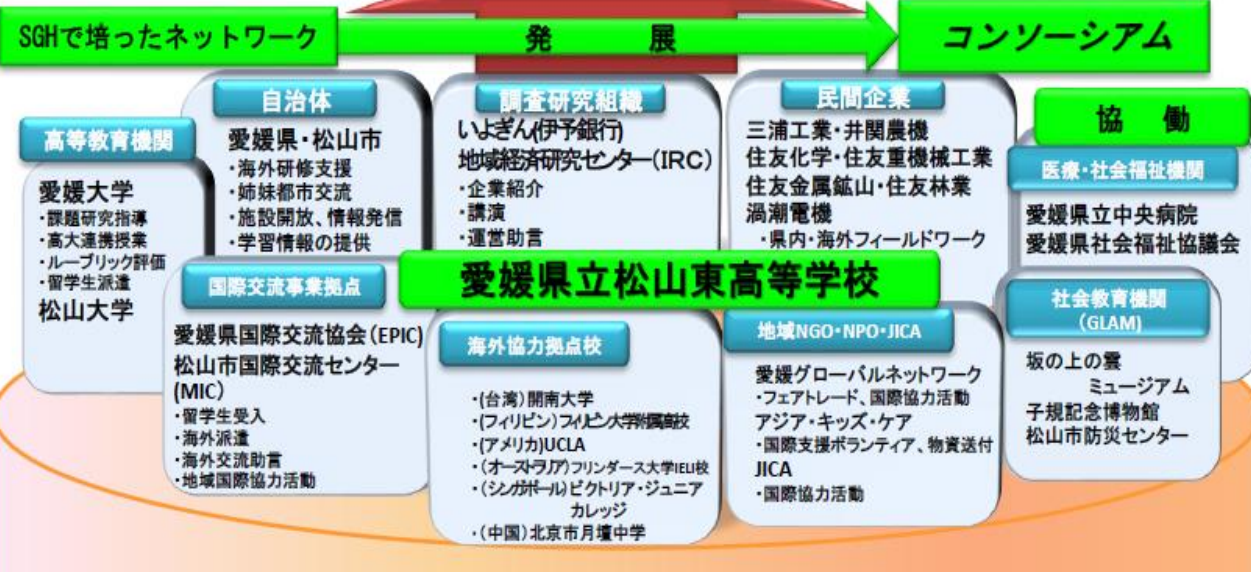 SGHで培ったネットワーク
発展
コンソーシアム
高等教育機関
愛媛大学
・課題研究指導
・高大連携授業
・ルーブリック評価
・留学生派遣
松山大学
自治体
愛媛県・松山市
・海外研修支援
・姉妹都市交流
・施設開放、情報発信
・学習情報の提供
調査研究組織
いよぎん(伊予銀行)
地域経済研究センター(IRC)
・企業紹介
・講演
・運営助言
民間企業
三浦工業・井関農機
住友化学・住友重機械工業
住友金属鉱山・住友林業
渦潮電機
・県内・海外フィールドワーク
協働
医療・社会福祉機関
愛媛県立中央病院
愛媛県社会福祉協議会
愛媛県立松山東高等学校
国際交流事業拠点
愛媛県国際交流協会(EPIC)
松山市国際交流センター
(MIC)
・留学生受入
・海外派遣
・海外交流助言
・地域国際協力活動
海外協力拠点校
・(台湾)開南大学
・(フィリピン)フィリピン大学附属高校
・(アメリカ)UCLA
・(オーストラリア)フリンダース大学IELI校
・(シンガポール)ビクトリア・ジュニア
カレッジ
・(中国)北京市月壇中学
地域NGO・NPO・JICA
愛媛グローバルネットワーク
・フェアトレード、国際協力活動
アジア・キッズ・ケア
・国際支援ボランティア、物資送付
JICA
・国際協力活動
社会教育機関
(GLAM)
坂の上の雲
ミュージアム
子規記念博物館
松山市防災センター